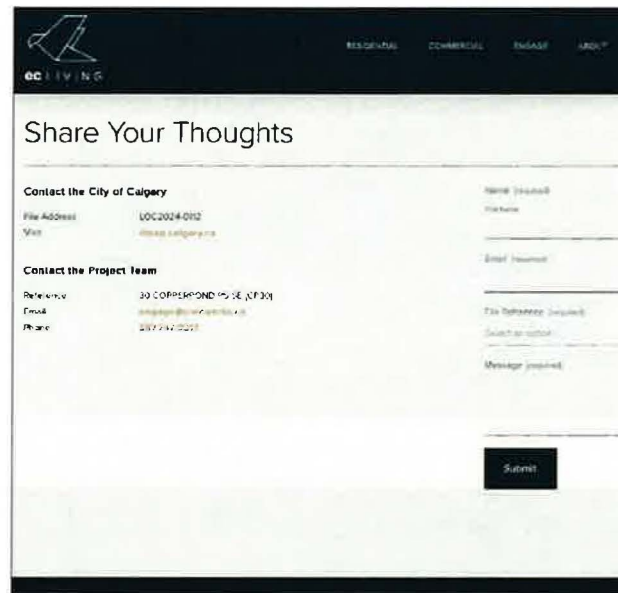 RESIDENTIAL COMMERCIAL ENGAGE ABOUT
ec LIVING
Share Your Thoughts
Contact the City of Calgary
File Address LOC2024-0112
Visit
Contact the Project Team
Reference 30 COPPERPOND
Email
Phone
Name (required)
Email (required)
File Reference (required)
Select an option
Message (required)
Submit